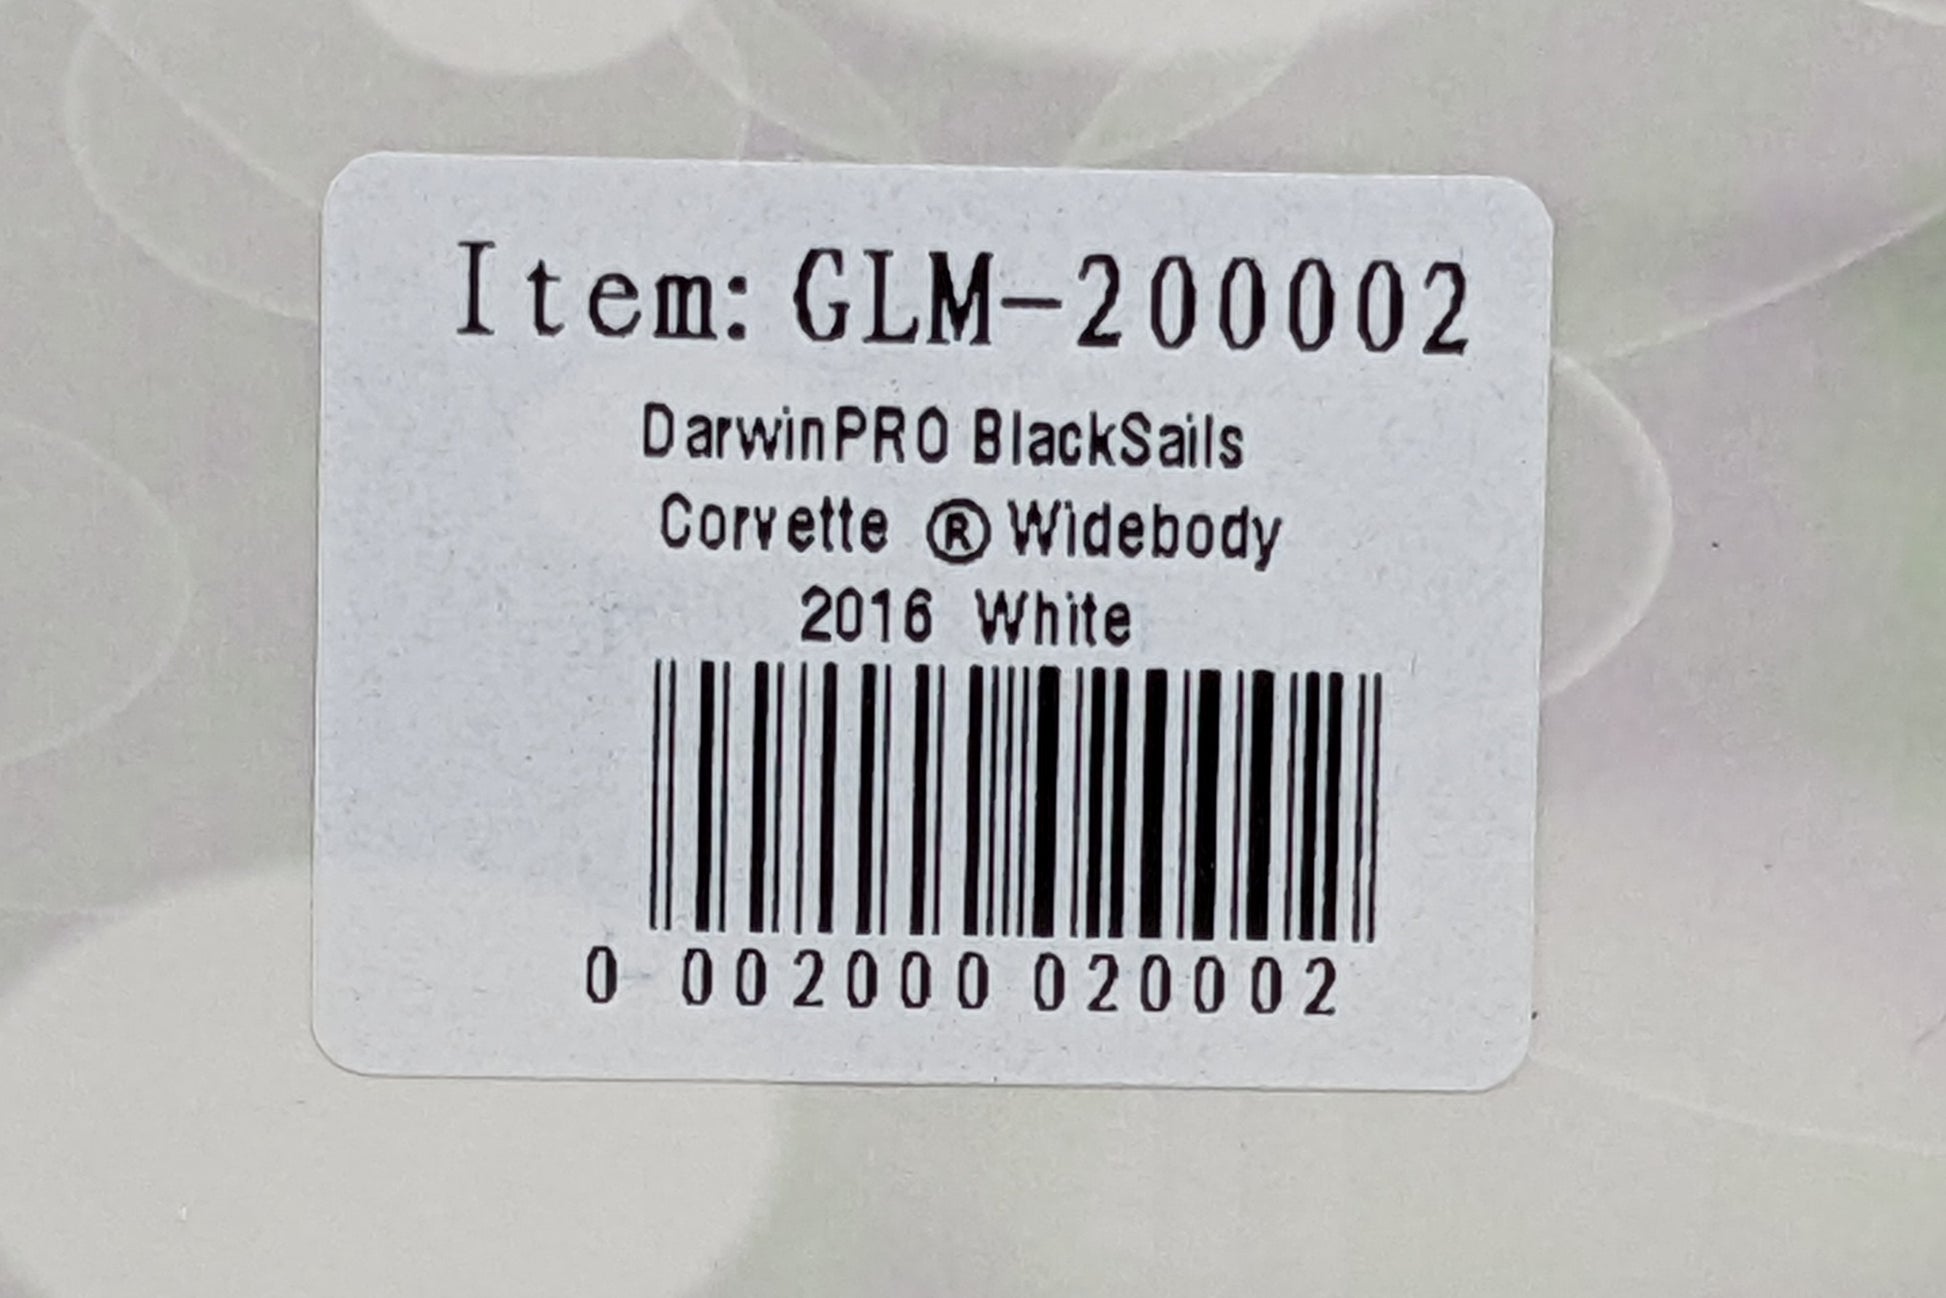 Item: GLM-200002
DarwinPRO BlackSails
Corvette ® Widebody
2016 White
0 002000 020002